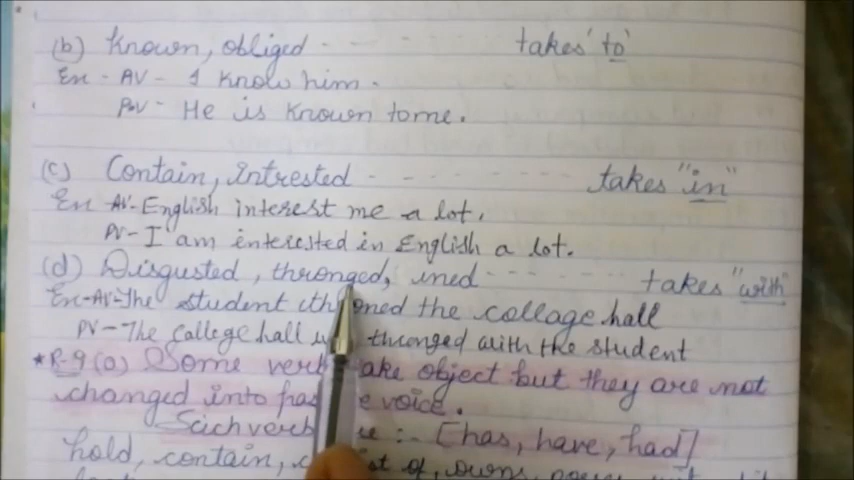 (b) Known, obliged - - - - - - - takes 'to'
Ex - AV - I know him.
PV - He is known to me.
(c) Contain, Intrested - - - - - - - takes "in"
Ex - AV - English interest me a lot.
PV - I am interested in English a lot.
(d) Disgusted, thronged, - - - - - takes "with"
Ex - AV - The student the collage hall
PV - The college hall thronged with the student
*R-9 (a) Some verb take object but they are not
changed into voice.
Such verb :- [has, have, had]
hold, contain, of, owns,